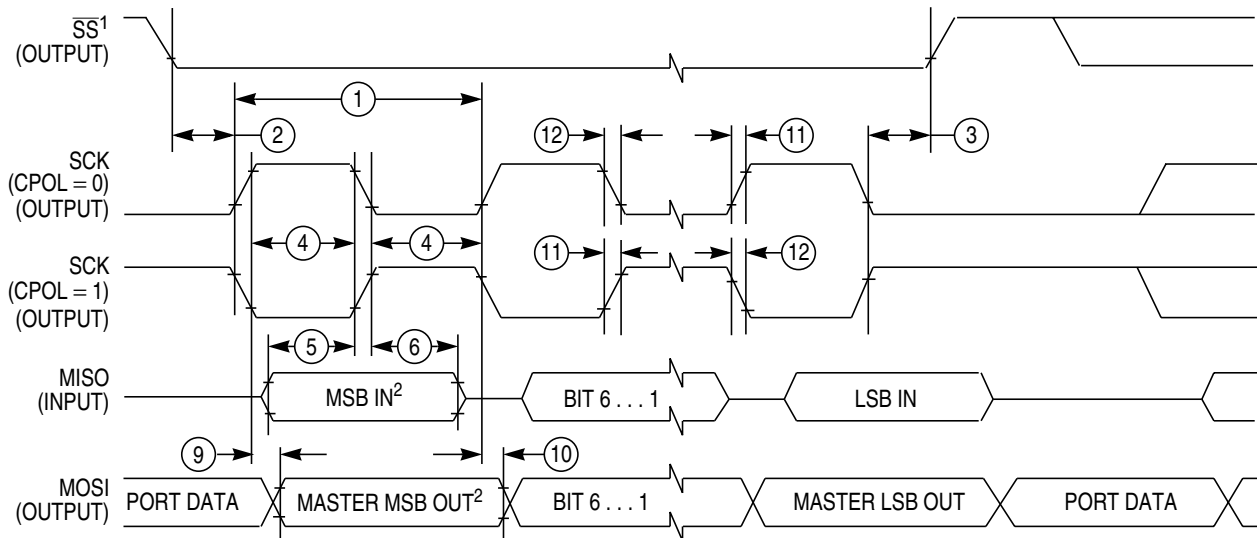 SS¹
(OUTPUT)
1
2
12
11
3
SCK
(CPOL = 0)
(OUTPUT)
4
4
11
12
SCK
(CPOL = 1)
(OUTPUT)
5
6
MISO
(INPUT)
MSB IN²
BIT 6 . . . 1
LSB IN
9
10
MOSI
(OUTPUT)
PORT DATA
MASTER MSB OUT²
BIT 6 . . . 1
MASTER LSB OUT
PORT DATA